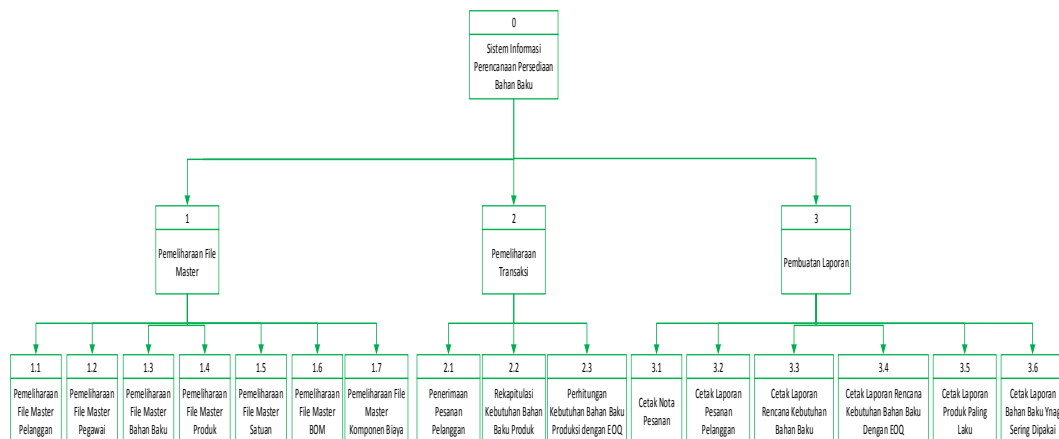 0
Sistem Informasi
Perencanaan Persediaan
Bahan Baku
1
Pemeliharaan File
Master
2
Pemeliharaan
Transaksi
3
Pembuatan Laporan
1.1
Pemeliharaan
File Master
Pelanggan
1.2
Pemeliharaan
File Master
Pegawai
1.3
Pemeliharaan
File Master
Bahan Baku
1.4
Pemeliharaan
File Master
Produk
1.5
Pemeliharaan
File Master
Satuan
1.6
Pemeliharaan
File Master
BOM
1.7
Pemeliharaan File
Master
Komponen Biaya
2.1
Penerimaan
Pesanan
Pelanggan
2.2
Rekapitulasi
Kebutuhan Bahan
Baku Produk
2.3
Perhitungan
Kebutuhan Bahan Baku
Produksi dengan EOQ
3.1
Cetak Nota
Pesanan
3.2
Cetak Laporan
Pesanan
Pelanggan
3.3
Cetak Laporan
Rencana Kebutuhan
Bahan Baku
3.4
Cetak Laporan Rencana
Kebutuhan Bahan Baku
Dengan EOQ
3.5
Cetak Laporan
Produk Paling
Laku
3.6
Cetak Laporan
Bahan Baku Ynag
Sering Dipakai